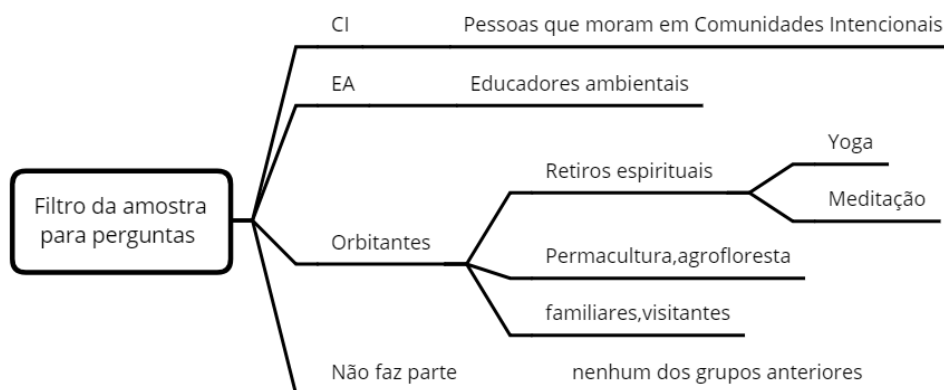 Filtro da amostra
para perguntas
CI
Pessoas que moram em Comunidades Intencionais
EA
Educadores ambientais
Orbitantes
Retiros espirituais
Yoga
Meditação
Permacultura,agrofloresta
familiares,visitantes
Não faz parte
nenhum dos grupos anteriores